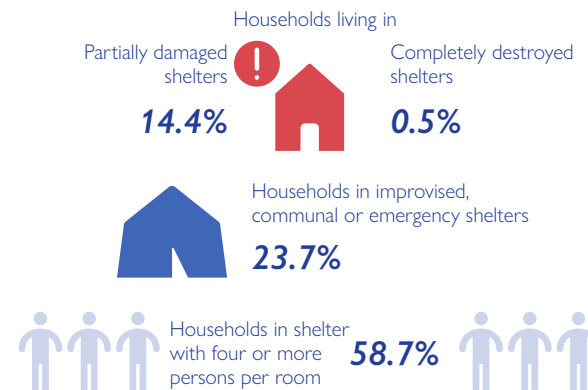 Households living in
Partially damaged
shelters
14.4%
Completely destroyed
shelters
0.5%
Households in improvised,
communal or emergency shelters
23.7%
Households in shelter
with four or more
persons per room
58.7%